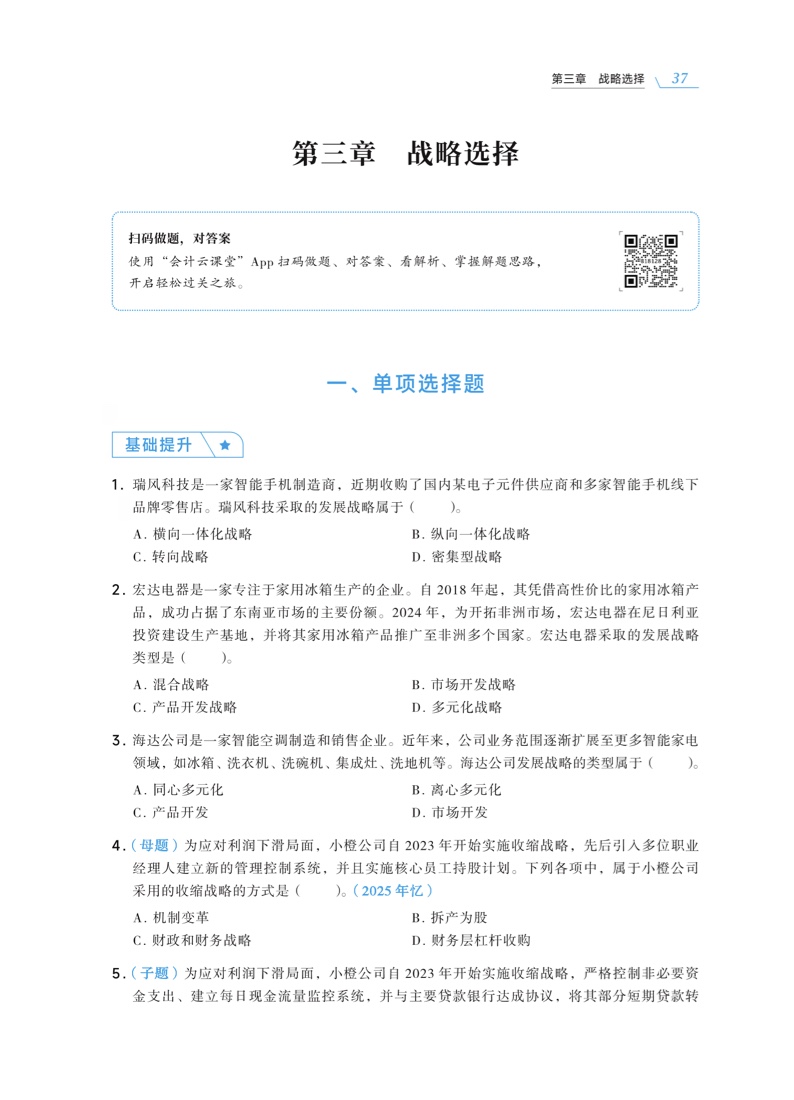 第三章 战略选择 37
第三章 战略选择
扫码做题，对答案
使用“会计云课堂”App 扫码做题、对答案、看解析、掌握解题思路，
开启轻松过关之旅。
一、单项选择题
基础提升
1. 瑞风科技是一家智能手机制造商，近期收购了国内某电子元件供应商和多家智能手机线下
品牌零售店。瑞风科技采取的发展战略属于（ ）。
A. 横向一体化战略 B. 纵向一体化战略
C. 转向战略 D. 密集型战略
2. 宏达电器是一家专注于家用冰箱生产的企业。自 2018 年起，其凭借高性价比的家用冰箱产
品，成功占据了东南亚市场的主要份额。2024 年，为开拓非洲市场，宏达电器在尼日利亚
投资建设生产基地，并将其家用冰箱产品推广至非洲多个国家。宏达电器采取的发展战略
类型是（ ）。
A. 混合战略 B. 市场开发战略
C. 产品开发战略 D. 多元化战略
3. 海达公司是一家智能空调制造和销售企业。近年来，公司业务范围逐渐扩展至更多智能家电
领域，如冰箱、洗衣机、洗碗机、集成灶、洗地机等。海达公司发展战略的类型属于（ ）。
A. 同心多元化 B. 离心多元化
C. 产品开发 D. 市场开发
4.（母题）为应对利润下滑局面，小橙公司自 2023 年开始实施收缩战略，先后引入多位职业
经理人建立新的管理控制系统，并且实施核心员工持股计划。下列各项中，属于小橙公司
采用的收缩战略的方式是（ ）。（2025 年忆）
A. 机制变革 B. 拆产为股
C. 财政和财务战略 D. 财务层杠杆收购
5.（子题）为应对利润下滑局面，小橙公司自 2023 年开始实施收缩战略，严格控制非必要资
金支出、建立每日现金流量监控系统，并与主要贷款银行达成协议，将其部分短期贷款转